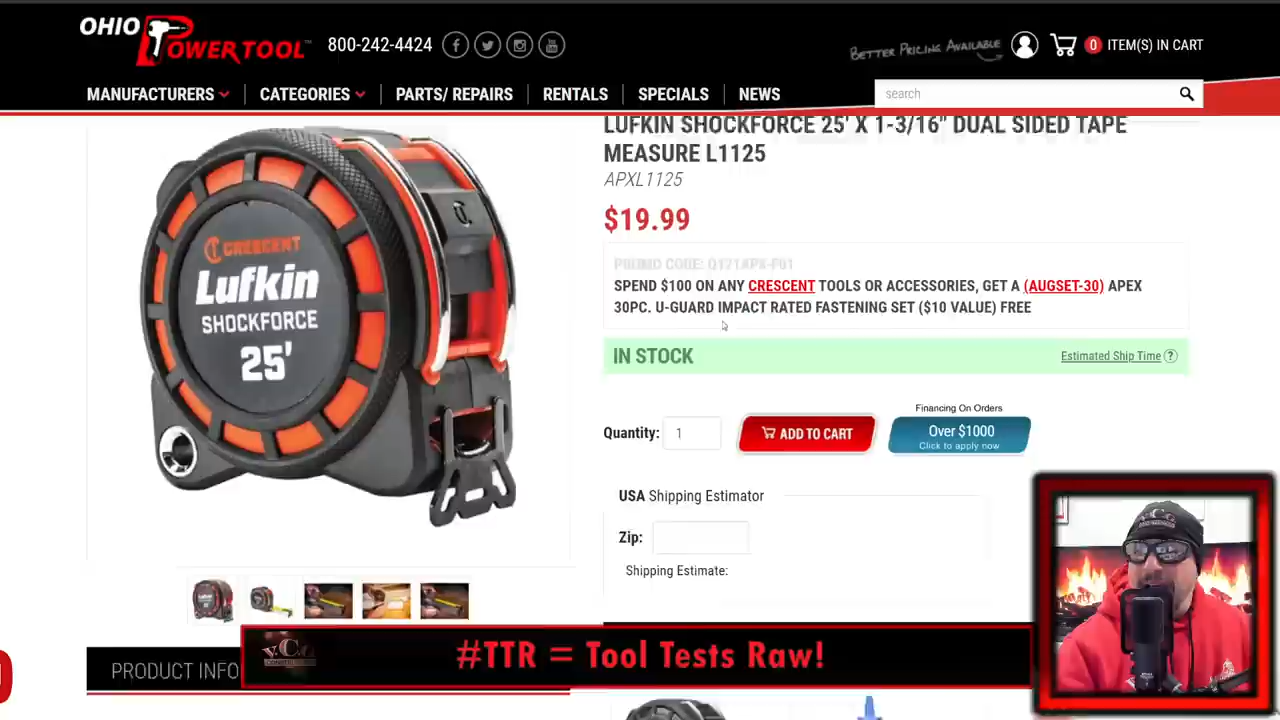 OHIO
POWERTOOL™
800-242-4424
BETTER PRICING AVAILABLE
0 ITEM(S) IN CART
MANUFACTURERS
CATEGORIES
PARTS/ REPAIRS
RENTALS
SPECIALS
NEWS
search
LUFKIN SHOCKFORCE 25' X 1-3/16" DUAL SIDED TAPE
MEASURE L1125
APXL1125
$19.99
PROMO CODE: Q121APX-F01
SPEND $100 ON ANY CRESCENT TOOLS OR ACCESSORIES, GET A (AUGSET-30) APEX
30PC. U-GUARD IMPACT RATED FASTENING SET ($10 VALUE) FREE
IN STOCK
Estimated Ship Time ?
CRESCENT
Lufkin
SHOCKFORCE
25'
Quantity: 1
ADD TO CART
Financing On Orders
Over $1000
Click to apply now
USA Shipping Estimator
Zip:
Shipping Estimate:
V.C.G
#TTR = Tool Tests Raw!
PRODUCT INFO